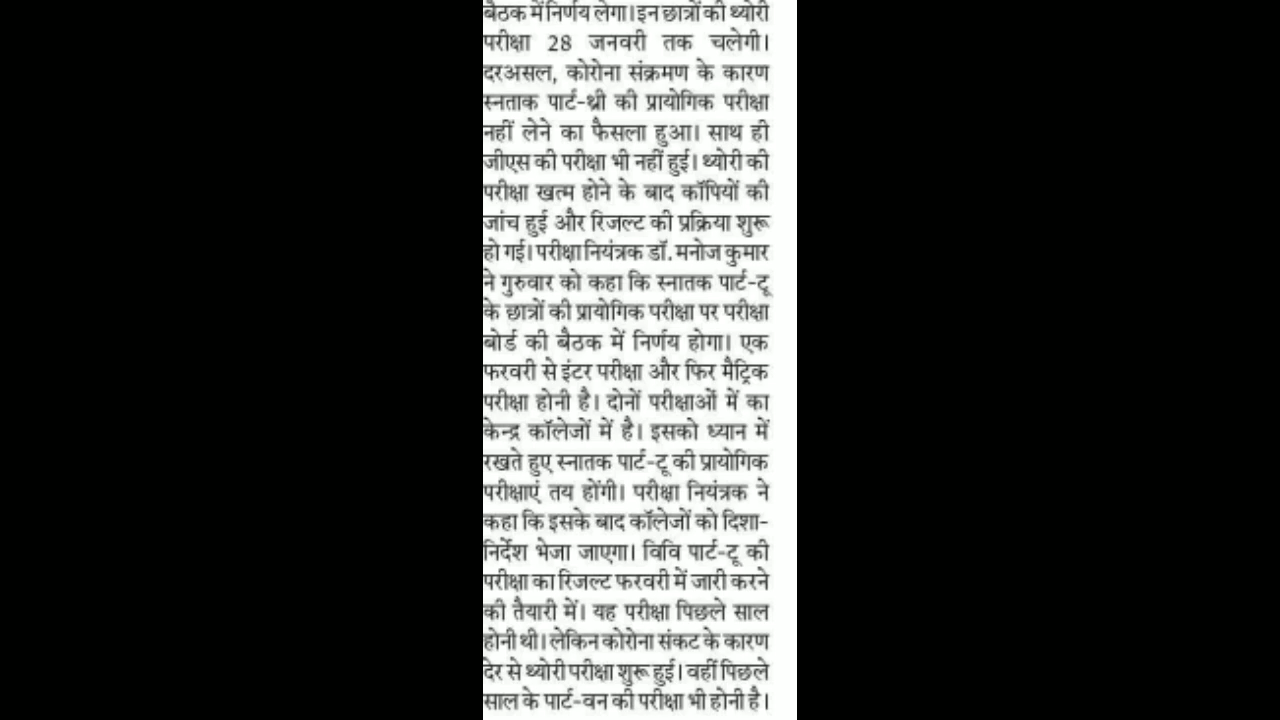 बैठक में निर्णय लेगा। इन छात्रों की थ्योरी
परीक्षा 28 जनवरी तक चलेगी।
दरअसल, कोरोना संक्रमण के कारण
स्नताक पार्ट-थ्री की प्रायोगिक परीक्षा
नहीं लेने का फैसला हुआ। साथ ही
जीएस की परीक्षा भी नहीं हुई। थ्योरी की
परीक्षा खत्म होने के बाद कॉपियों की
जांच हुई और रिजल्ट की प्रक्रिया शुरू
हो गई। परीक्षा नियंत्रक डॉ. मनोज कुमार
ने गुरुवार को कहा कि स्नातक पार्ट-टू
के छात्रों की प्रायोगिक परीक्षा पर परीक्षा
बोर्ड की बैठक में निर्णय होगा। एक
फरवरी से इंटर परीक्षा और फिर मैट्रिक
परीक्षा होनी है। दोनों परीक्षाओं में का
केन्द्र कॉलेजों में है। इसको ध्यान में
रखते हुए स्नातक पार्ट-टू की प्रायोगिक
परीक्षाएं तय होंगी। परीक्षा नियंत्रक ने
कहा कि इसके बाद कॉलेजों को दिशा-
निर्देश भेजा जाएगा। विवि पार्ट-टू की
परीक्षा का रिजल्ट फरवरी में जारी करने
की तैयारी में। यह परीक्षा पिछले साल
होनी थी। लेकिन कोरोना संकट के कारण
देर से थ्योरी परीक्षा शुरू हुई। वहीं पिछले
साल के पार्ट-वन की परीक्षा भी होनी है।